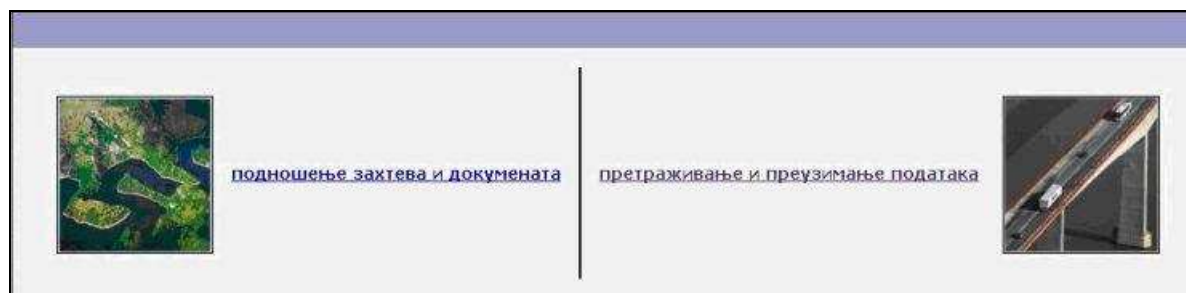 подношење захтева и докумената
претраживање и преузимање података